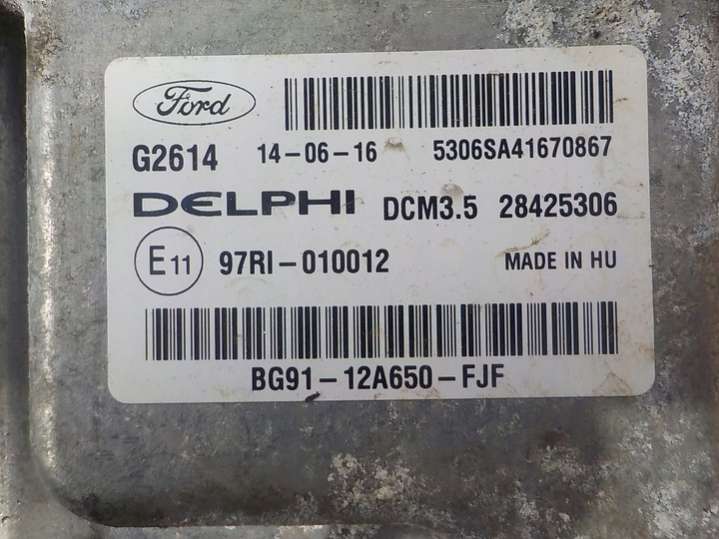 Ford
G2614 14-06-16 5306SA41670867
DELPHI DCM3.5 28425306
E11 97RI-010012 MADE IN HU
BG91-12A650-FJF